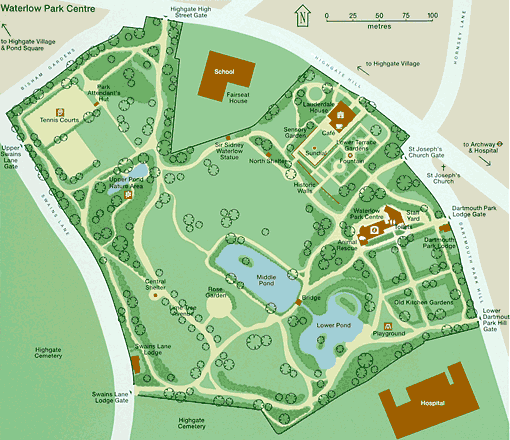 Waterlow Park Centre
to Highgate Village
& Pond Square
BISHAM GARDENS
Highgate High
Street Gate
N
0 25 50 75 100
metres
HORNSEY LANE
to Highgate Village
HIGHGATE HILL
School
Fairseat
House
Park
Attendant's
Hut
Tennis Courts
Lauderdale
House
Sensory
Garden
Café
Lower Terrace
Gardens
Sundial
Fountain
Sir Sidney
Waterlow
Statue
North Shelter
Historic
Walls
to Archway
& Hospital
St Joseph's
Church Gate
St Joseph's
Church
Upper
Swains
Lane
Gate
SWAINS LANE
Upper Pond
Nature Area
Waterlow
Park Centre
Staff
Yard
Toilets
Animal
Rescue
Dartmouth Park
Lodge Gate
Dartmouth
Park Lodge
DARTMOUTH PARK HILL
Middle
Pond
Central
Shelter
Rose
Garden
Lime Tree
Avenue
Bridge
Old Kitchen Gardens
Lower Pond
Playground
Lower
Dartmouth
Park Hill
Gate
Highgate
Cemetery
Swains Lane
Lodge
Swains Lane
Lodge Gate
Highgate
Cemetery
Hospital